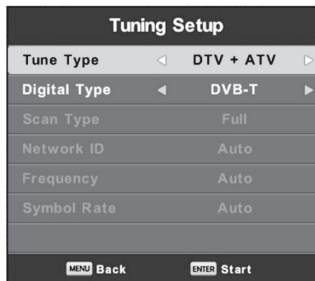 Tuning Setup
Tune Type DTV + ATV
Digital Type DVB-T
Scan Type Full
Network ID Auto
Frequency Auto
Symbol Rate Auto
MENU Back ENTER Start